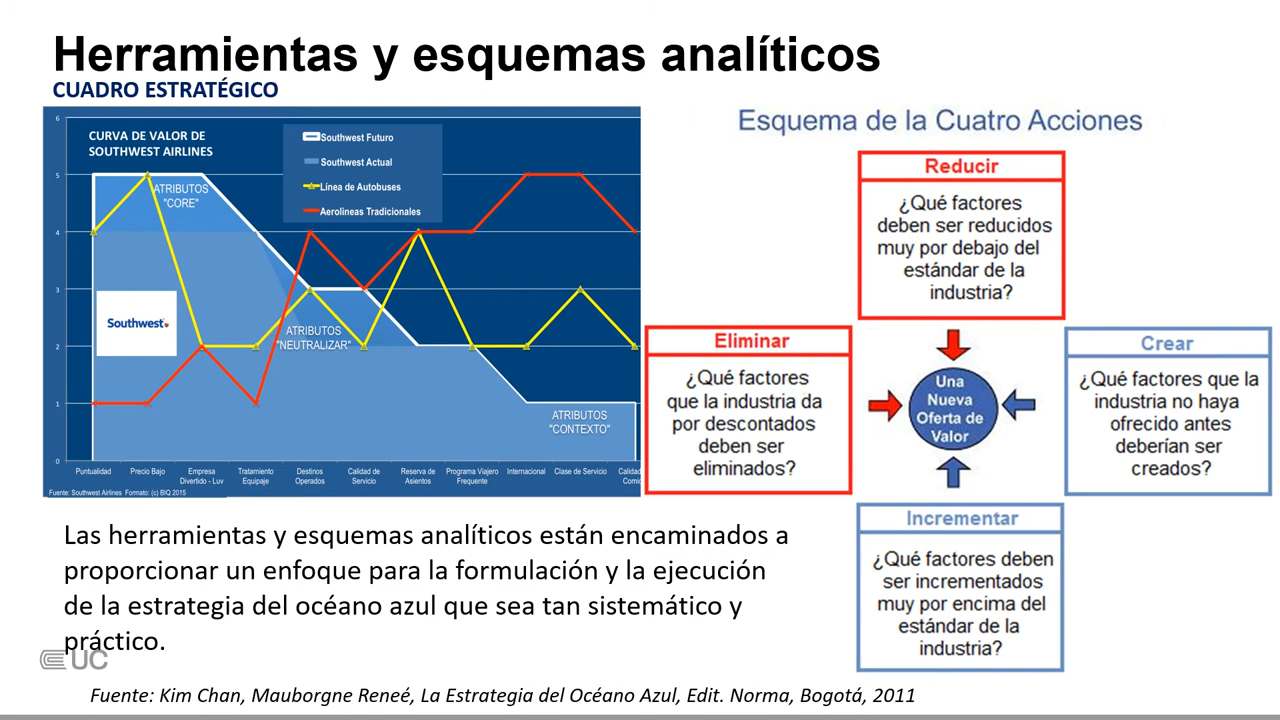 Herramientas y esquemas analíticos
CUADRO ESTRATÉGICO
CURVA DE VALOR DE
SOUTHWEST AIRLINES
Southwest Futuro
Southwest Actual
Línea de Autobuses
Aerolineas Tradicionales
ATRIBUTOS
"CORE"
Southwest
ATRIBUTOS
"NEUTRALIZAR"
ATRIBUTOS
"CONTEXTO"
6
5
4
3
2
1
0
Puntualidad
Precio Bajo
Empresa
Divertido - Luv
Tratamiento
Equipaje
Destinos
Operados
Calidad de
Servicio
Reserva de
Asientos
Programa Viajero
Frecuente
Internacional
Clase de Servicio
Calidad
Comic
Fuente: Southwest Airlines Formato: (c) BIQ 2015
Esquema de la Cuatro Acciones
Reducir
¿Qué factores
deben ser reducidos
muy por debajo del
estándar de la
industria?
Eliminar
¿Qué factores
que la industria da
por descontados
deben ser
eliminados?
Una
Nueva
Oferta de
Valor
Crear
¿Qué factores que la
industria no haya
ofrecido antes
deberían ser
creados?
Incrementar
¿Qué factores deben
ser incrementados
muy por encima del
estándar de la
industria?
Las herramientas y esquemas analíticos están encaminados a
proporcionar un enfoque para la formulación y la ejecución
de la estrategia del océano azul que sea tan sistemático y
práctico.
UC
Fuente: Kim Chan, Mauborgne Reneé, La Estrategia del Océano Azul, Edit. Norma, Bogotá, 2011